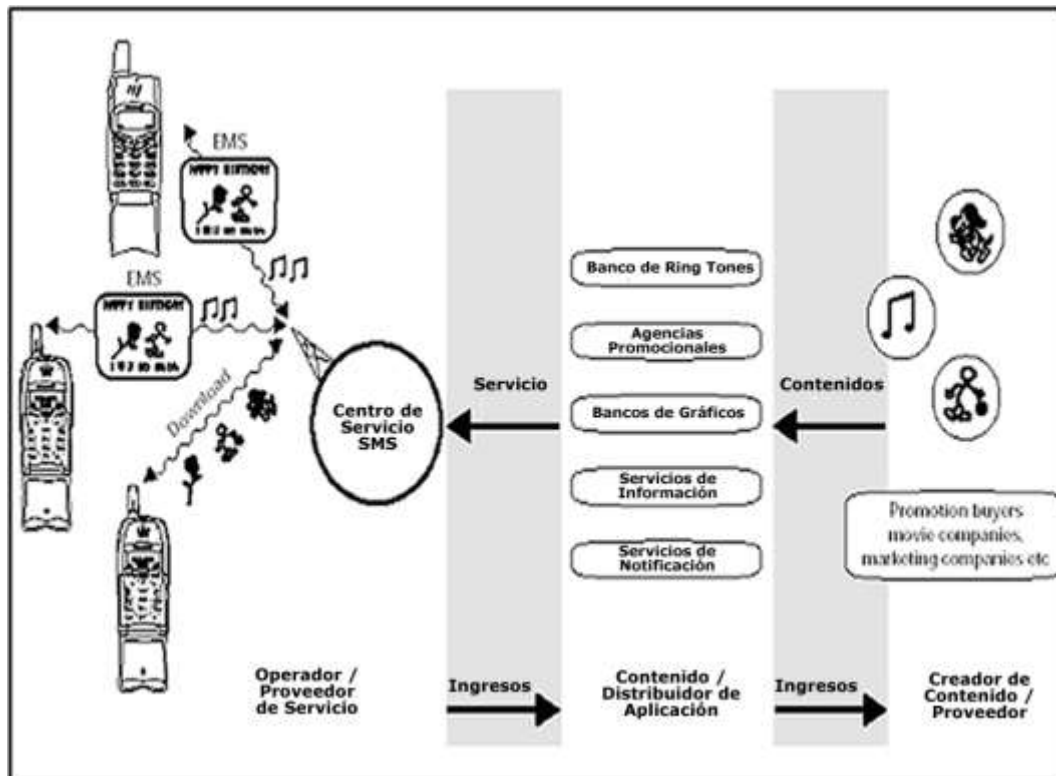 EMS
HAPPY BIRTHDAY
EMS
HAPPY BIRTHDAY
Download
Centro de
Servicio
SMS
Servicio
Banco de Ring Tones
Agencias
Promocionales
Bancos de Gráficos
Servicios de
Información
Servicios de
Notificación
Contenidos
Promotion buyers
movie companies,
marketing companies etc
Operador /
Proveedor
de Servicio
Ingresos
Contenido /
Distribuidor de
Aplicación
Ingresos
Creador de
Contenido /
Proveedor